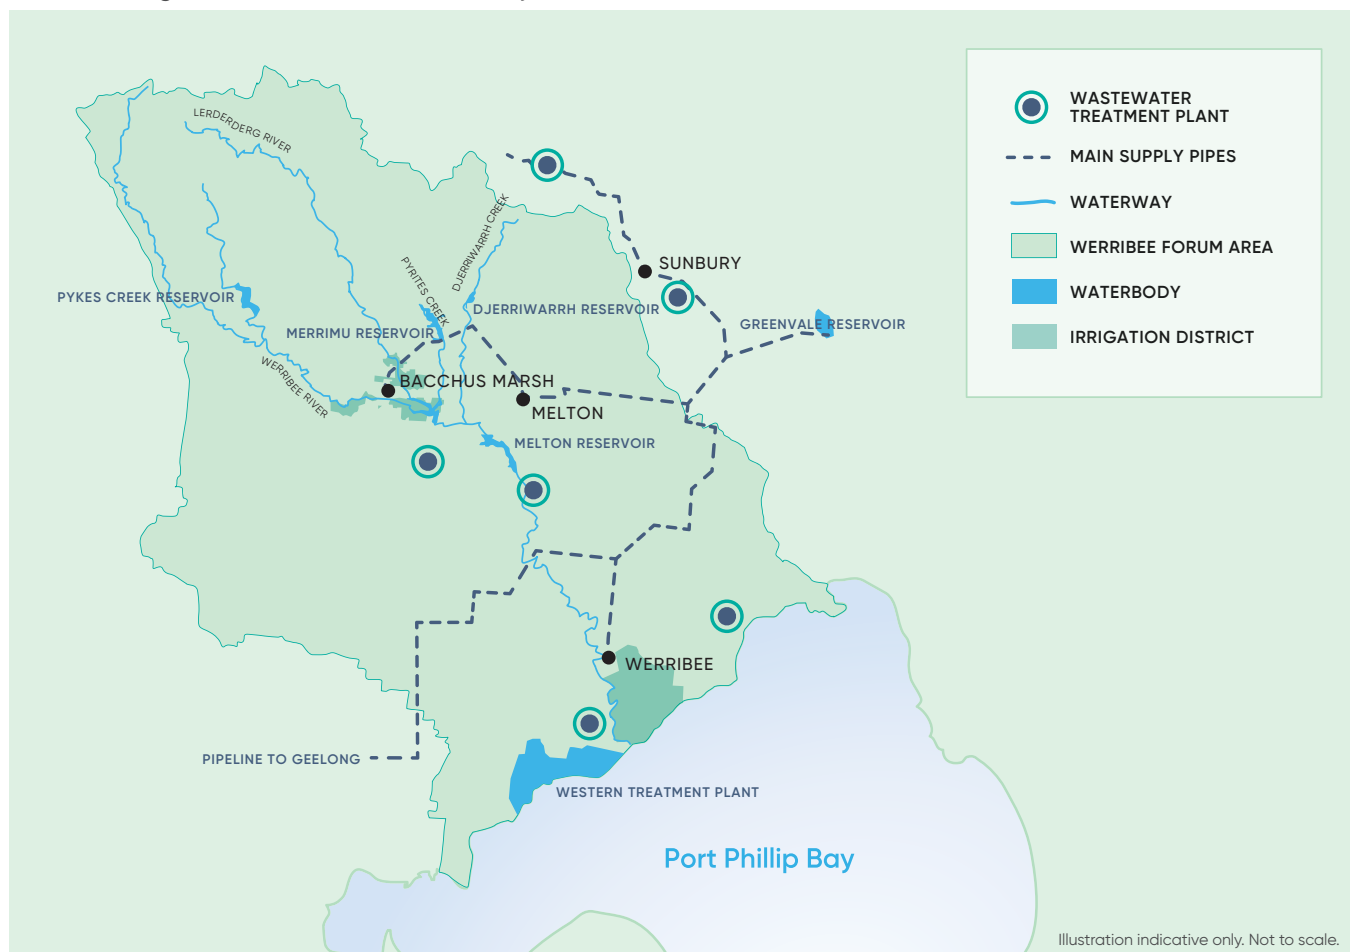 LERDERDERG RIVER
DJERRIWARRH CREEK
PYRITES CREEK
SUNBURY
PYKES CREEK RESERVOIR
DJERRIWARRH RESERVOIR
GREENVALE RESERVOIR
MERRIMU RESERVOIR
WERRIBEE RIVER
BACCHUS MARSH
MELTON
MELTON RESERVOIR
WERRIBEE
PIPELINE TO GEELONG
WESTERN TREATMENT PLANT
Port Phillip Bay
WASTEWATER
TREATMENT PLANT
MAIN SUPPLY PIPES
WATERWAY
WERRIBEE FORUM AREA
WATERBODY
IRRIGATION DISTRICT
Illustration indicative only. Not to scale.